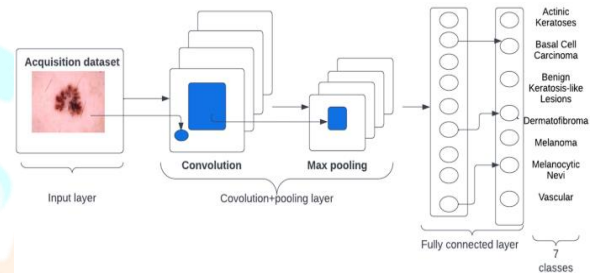 Acquisition dataset
Input layer
Convolution
Max pooling
Covolution+pooling layer
Fully connected layer
Actinic
Keratoses
Basal Cell
Carcinoma
Benign
Keratosis-like
Lesions
Dermatofibroma
Melanoma
Melanocytic
Nevi
Vascular
7
classes